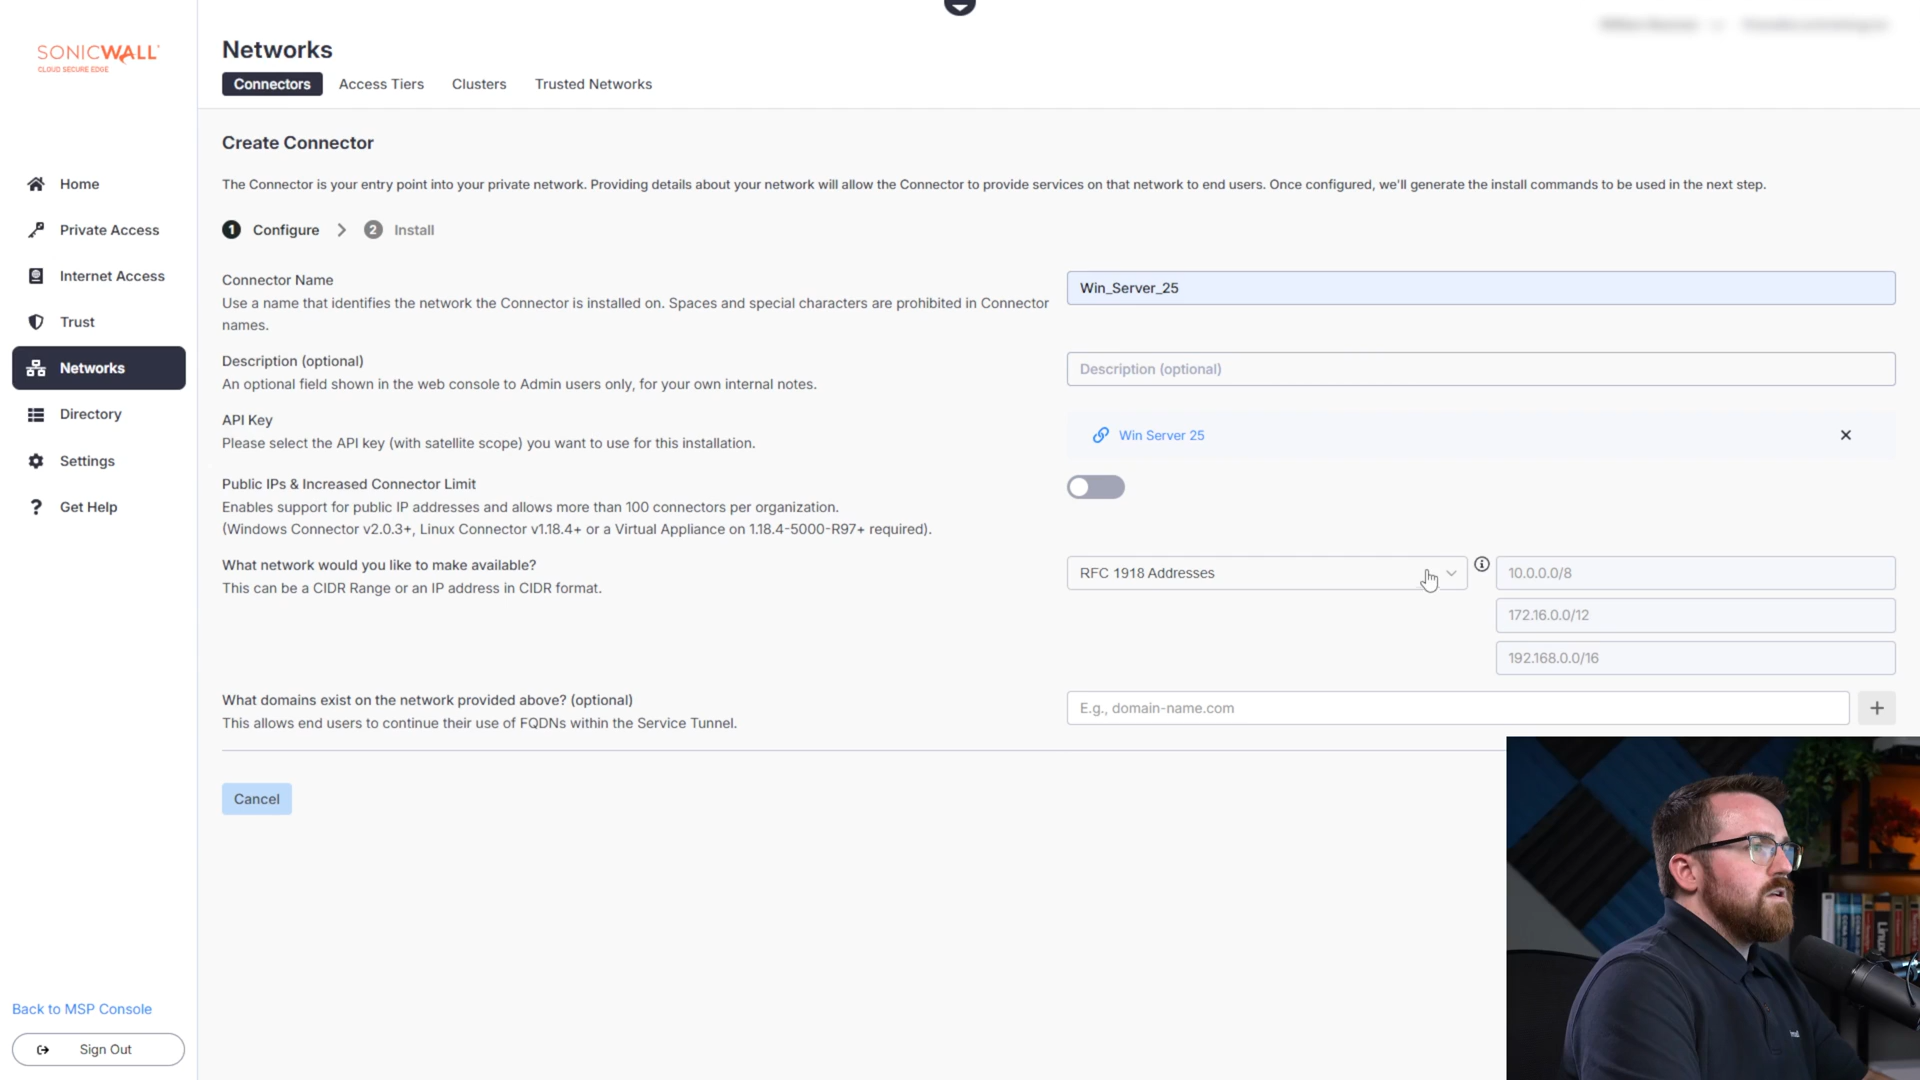 SONICWALL
CLOUD SECURE EDGE
Home
Private Access
Internet Access
Trust
Networks
Directory
Settings
Get Help
Back to MSP Console
Sign Out
Networks
Connectors
Access Tiers
Clusters
Trusted Networks
Create Connector
The Connector is your entry point into your private network. Providing details about your network will allow the Connector to provide services on that network to end users. Once configured, we'll generate the install commands to be used in the next step.
1 Configure
2 Install
Connector Name
Use a name that identifies the network the Connector is installed on. Spaces and special characters are prohibited in Connector
names.
Win_Server_25
Description (optional)
An optional field shown in the web console to Admin users only, for your own internal notes.
Description (optional)
API Key
Please select the API key (with satellite scope) you want to use for this installation.
Win Server 25
Public IPs & Increased Connector Limit
Enables support for public IP addresses and allows more than 100 connectors per organization.
(Windows Connector v2.0.3+, Linux Connector v1.18.4+ or a Virtual Appliance on 1.18.4-5000-R97+ required).
What network would you like to make available?
This can be a CIDR Range or an IP address in CIDR format.
RFC 1918 Addresses
10.0.0.0/8
172.16.0.0/12
192.168.0.0/16
What domains exist on the network provided above? (optional)
This allows end users to continue their use of FQDNs within the Service Tunnel.
E.g., domain-name.com
Cancel
Linux